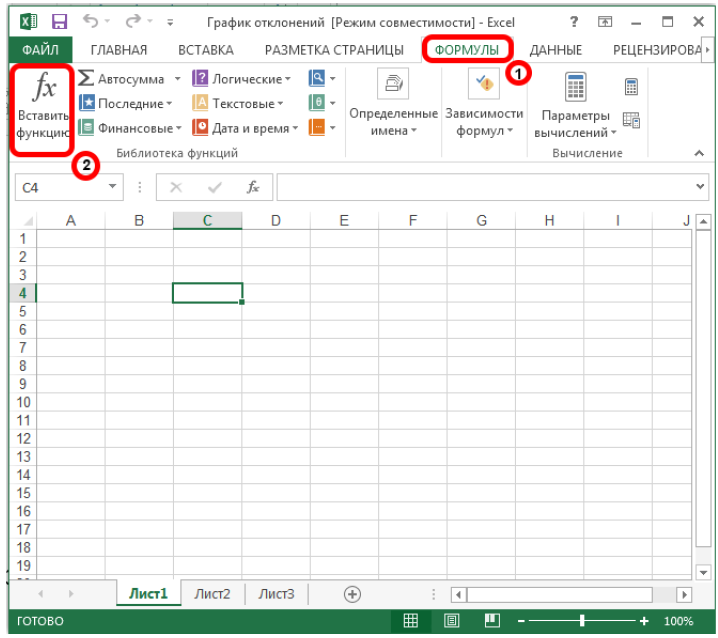 График отклонений [Режим совместимости] - Excel
ФАЙЛ ГЛАВНАЯ ВСТАВКА РАЗМЕТКА СТРАНИЦЫ ФОРМУЛЫ ДАННЫЕ РЕЦЕНЗИРОВА
1
fx Вставить функцию
Σ Автосумма
Последние
Финансовые
Логические
Текстовые
Дата и время
Определенные имена
Зависимости формул
Параметры вычислений
Библиотека функций
Вычисление
2
C4 fx
A B C D E F G H I J
1
2
3
4
5
6
7
8
9
10
11
12
13
14
15
16
17
18
19
Лист1 Лист2 Лист3
ГОТОВО 100%